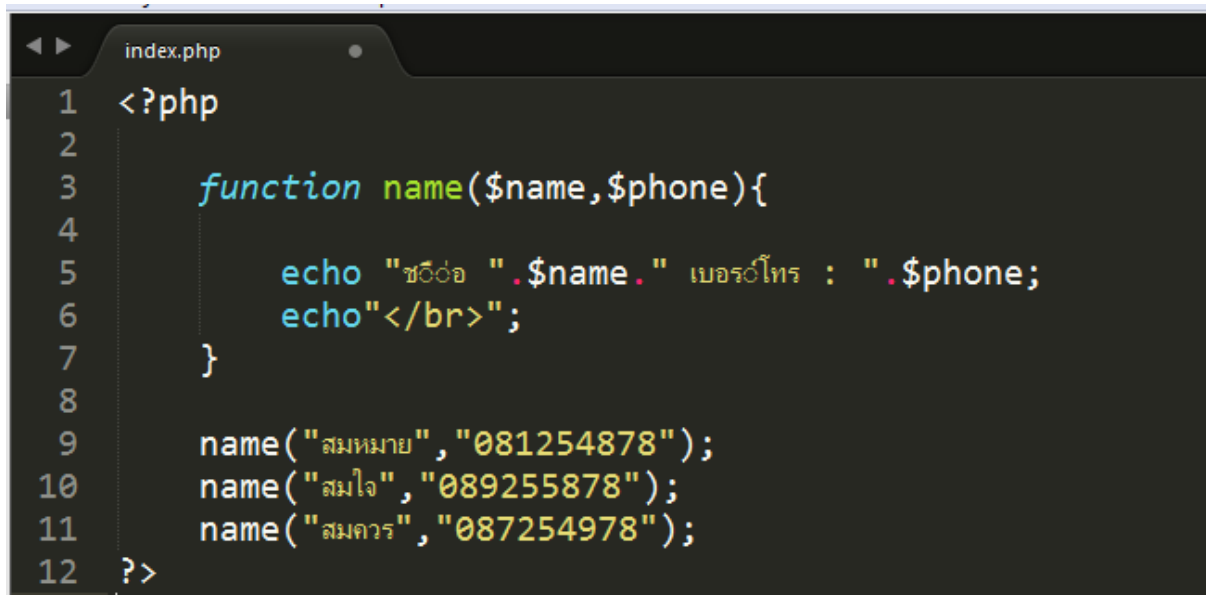 index.php
1 <?php
2
3 function name($name,$phone){
4
5 echo "ชื่อ ".$name." เบอร์โทร : ".$phone;
6 echo"</br>";
7 }
8
9 name("สมหมาย","081254878");
10 name("สมใจ","089255878");
11 name("สมควร","087254978");
12 ?>